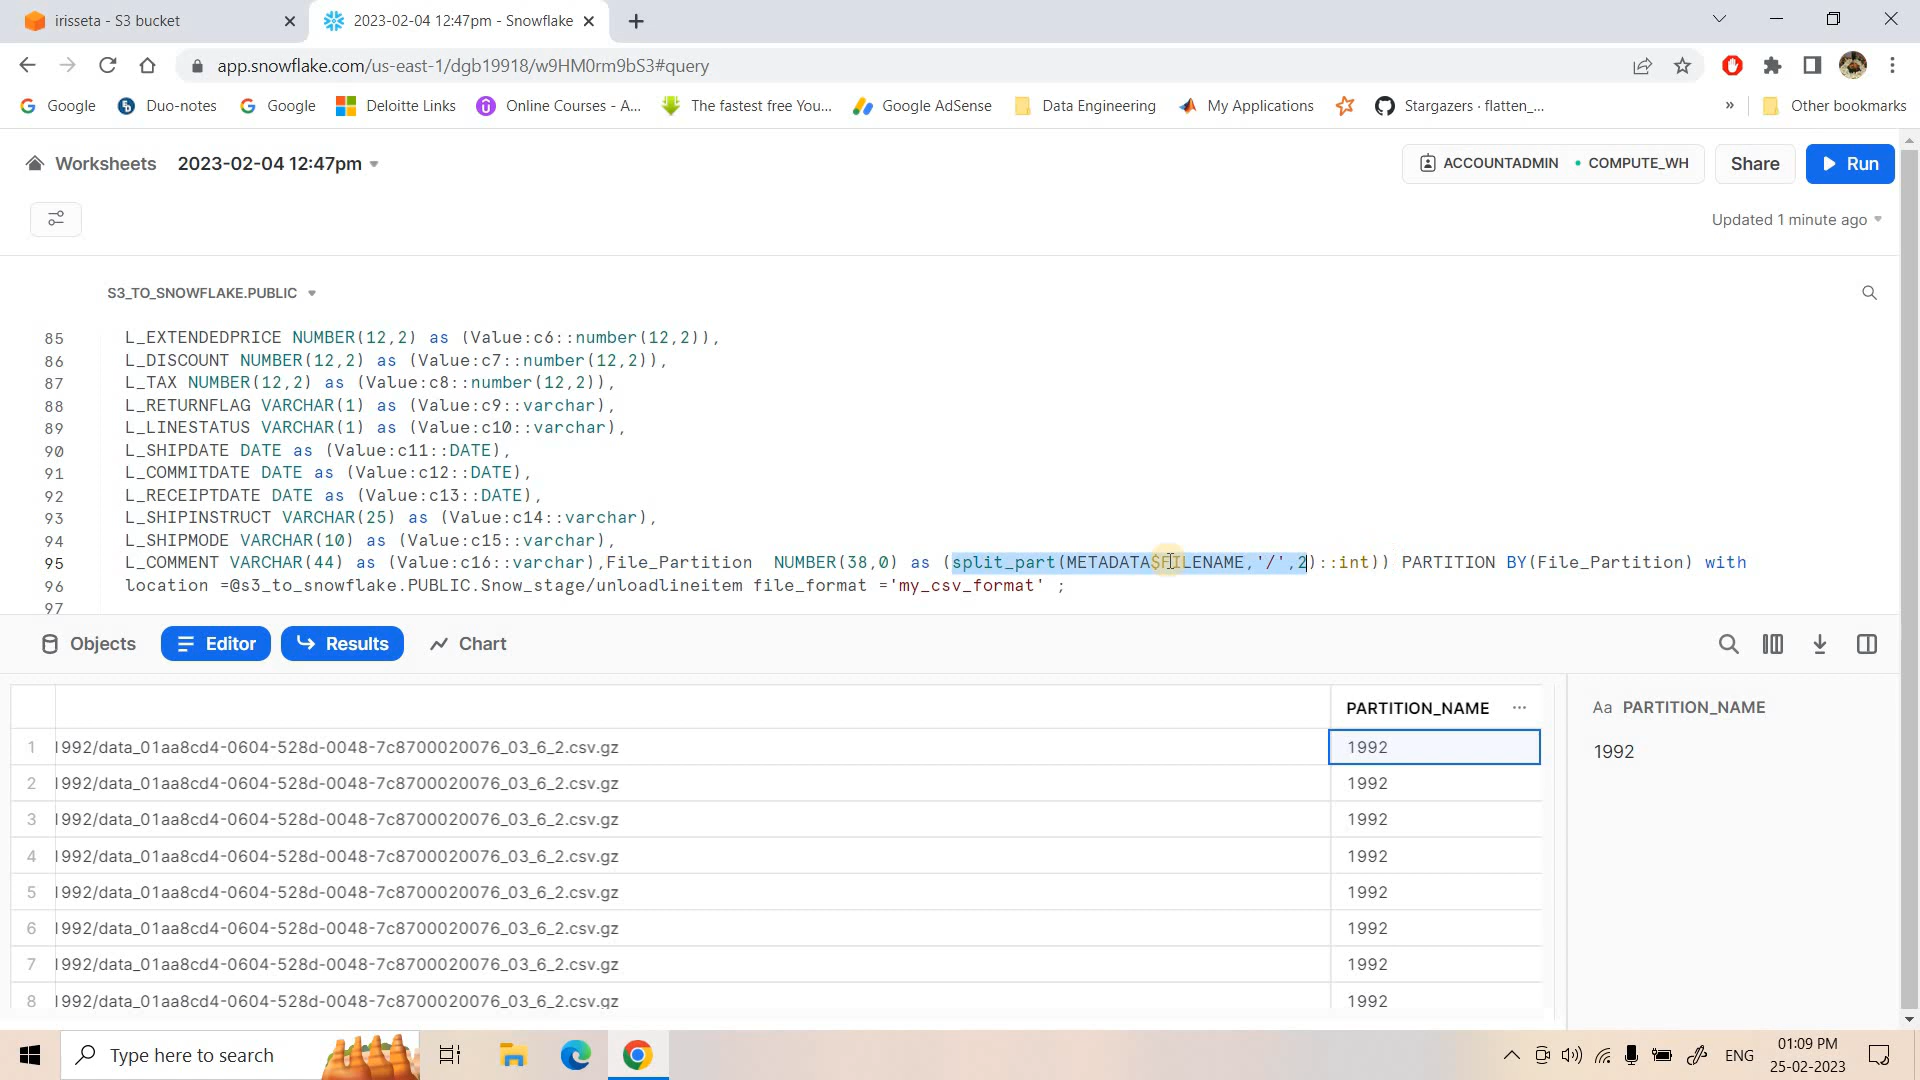 irisseta - S3 bucket
2023-02-04 12:47pm - Snowflake
app.snowflake.com/us-east-1/dgb19918/w9HM0rm9bS3#query
Google
Duo-notes
Google
Deloitte Links
Online Courses - A...
The fastest free You...
Google AdSense
Data Engineering
My Applications
Stargazers · flatten_...
»
Other bookmarks
Worksheets
2023-02-04 12:47pm
ACCOUNTADMIN
COMPUTE_WH
Share
Run
Updated 1 minute ago
S3_TO_SNOWFLAKE.PUBLIC
85 L_EXTENDEDPRICE NUMBER(12,2) as (Value:c6::number(12,2)),
86 L_DISCOUNT NUMBER(12,2) as (Value:c7::number(12,2)),
87 L_TAX NUMBER(12,2) as (Value:c8::number(12,2)),
88 L_RETURNFLAG VARCHAR(1) as (Value:c9::varchar),
89 L_LINESTATUS VARCHAR(1) as (Value:c10::varchar),
90 L_SHIPDATE DATE as (Value:c11::DATE),
91 L_COMMITDATE DATE as (Value:c12::DATE),
92 L_RECEIPTDATE DATE as (Value:c13::DATE),
93 L_SHIPINSTRUCT VARCHAR(25) as (Value:c14::varchar),
94 L_SHIPMODE VARCHAR(10) as (Value:c15::varchar),
95 L_COMMENT VARCHAR(44) as (Value:c16::varchar),File_Partition NUMBER(38,0) as (split_part(METADATA$FILENAME,'/',2)::int)) PARTITION BY(File_Partition) with
96 location =@s3_to_snowflake.PUBLIC.Snow_stage/unloadlineitem file_format ='my_csv_format' ;
97
Objects
Editor
Results
Chart
PARTITION_NAME ...
Aa PARTITION_NAME
1992
1 1992/data_01aa8cd4-0604-528d-0048-7c8700020076_03_6_2.csv.gz 1992
2 1992/data_01aa8cd4-0604-528d-0048-7c8700020076_03_6_2.csv.gz 1992
3 1992/data_01aa8cd4-0604-528d-0048-7c8700020076_03_6_2.csv.gz 1992
4 1992/data_01aa8cd4-0604-528d-0048-7c8700020076_03_6_2.csv.gz 1992
5 1992/data_01aa8cd4-0604-528d-0048-7c8700020076_03_6_2.csv.gz 1992
6 1992/data_01aa8cd4-0604-528d-0048-7c8700020076_03_6_2.csv.gz 1992
7 1992/data_01aa8cd4-0604-528d-0048-7c8700020076_03_6_2.csv.gz 1992
8 1992/data_01aa8cd4-0604-528d-0048-7c8700020076_03_6_2.csv.gz 1992
Type here to search
ENG
01:09 PM
25-02-2023